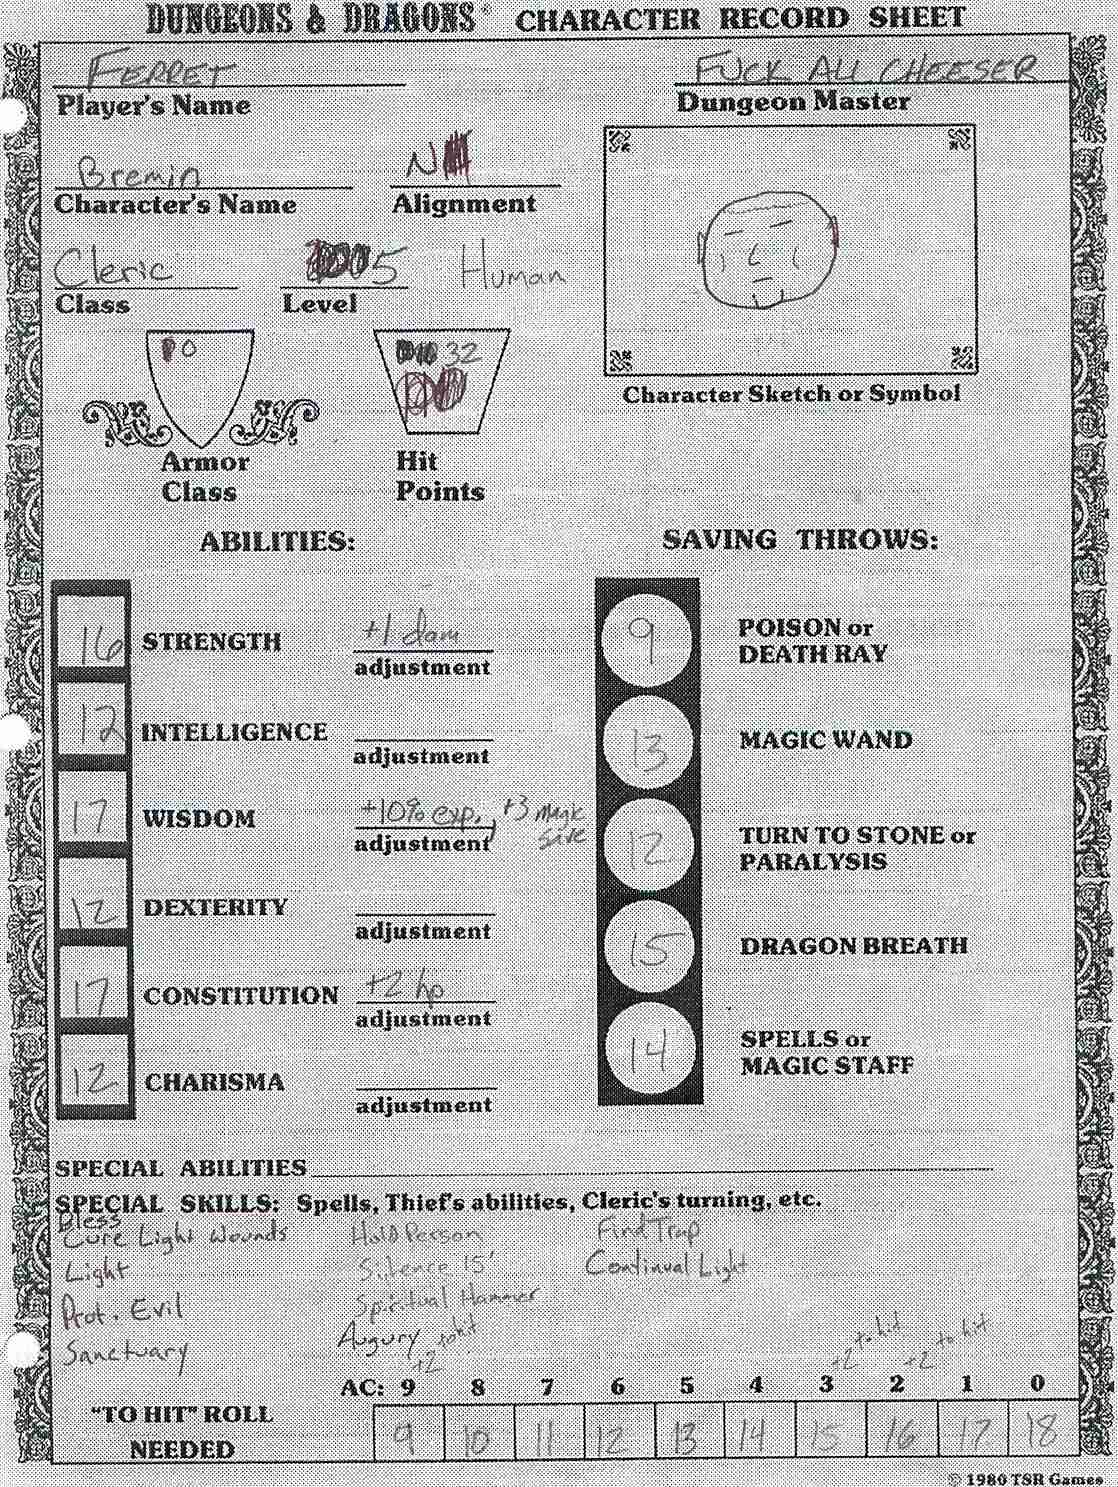 DUNGEONS & DRAGONS® CHARACTER RECORD SHEET
FERRET
FUCK ALL CHEESER
Player's Name
Dungeon Master
Bremin
N
Character's Name
Alignment
Cleric
5
Human
Class
Level
0
32
Character Sketch or Symbol
Armor
Class
Hit
Points
ABILITIES:
SAVING THROWS:
16 STRENGTH +1 dam
adjustment
9 POISON or
DEATH RAY
12 INTELLIGENCE
adjustment
13 MAGIC WAND
17 WISDOM +10% exp., +3 Magic
save
adjustment
12 TURN TO STONE or
PARALYSIS
12 DEXTERITY
adjustment
15 DRAGON BREATH
17 CONSTITUTION +2 hp
adjustment
14 SPELLS or
MAGIC STAFF
12 CHARISMA
adjustment
SPECIAL ABILITIES
SPECIAL SKILLS: Spells, Thief's abilities, Cleric's turning, etc.
Bless
Cure Light Wounds Hold Person Find Trap
Light Silence 15' Continual Light
Prot. Evil Spiritual Hammer
Sanctuary Augury
+2 to hit +2 to hit +2 to hit
AC: 9 8 7 6 5 4 3 2 1 0
"TO HIT" ROLL
NEEDED
9 10 11 12 13 14 15 16 17 18
© 1980 TSR Games